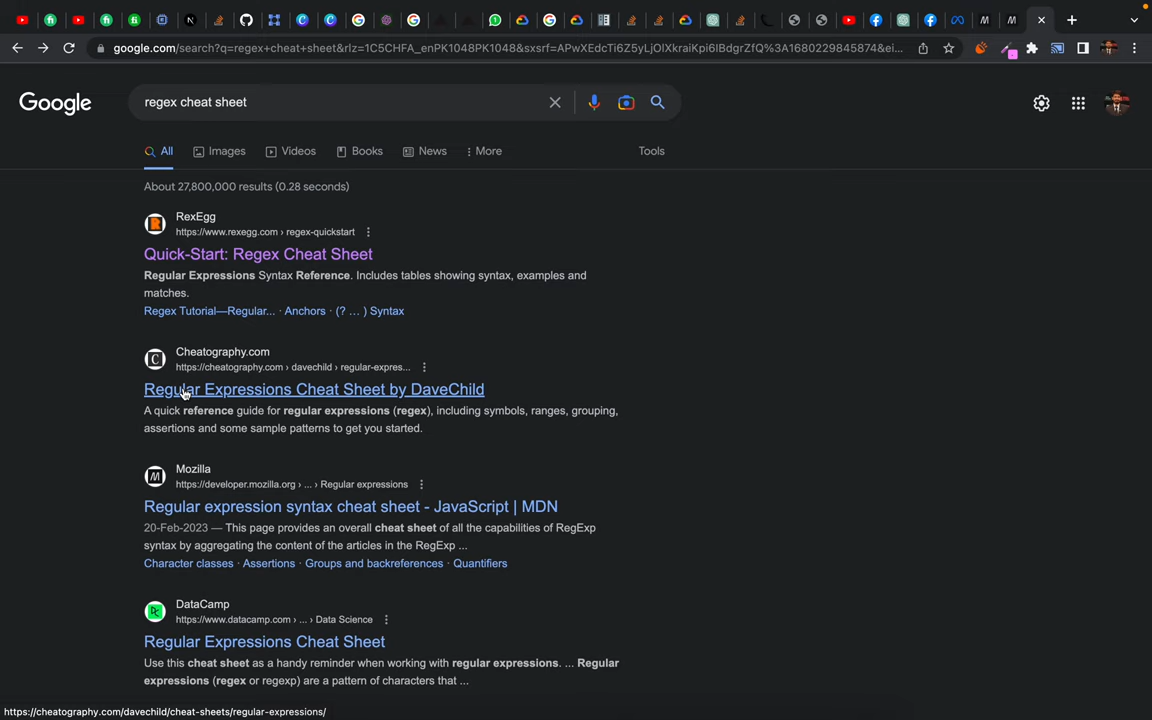 google.com/search?q=regex+cheat+sheet&rlz=1C5CHFA_enPK1048PK1048&sxsrf=APwXEdcTi6Z5yLjOlXkraiKpi6IBdgrZfQ%3A1680229845874&ei...
Google
regex cheat sheet
All
Images
Videos
Books
News
More
Tools
About 27,800,000 results (0.28 seconds)
RexEgg
https://www.rexegg.com › regex-quickstart
Quick-Start: Regex Cheat Sheet
Regular Expressions Syntax Reference. Includes tables showing syntax, examples and
matches.
Regex Tutorial—Regular... · Anchors · (? … ) Syntax
Cheatography.com
https://cheatography.com › davechild › regular-expres...
Regular Expressions Cheat Sheet by DaveChild
A quick reference guide for regular expressions (regex), including symbols, ranges, grouping,
assertions and some sample patterns to get you started.
Mozilla
https://developer.mozilla.org › ... › Regular expressions
Regular expression syntax cheat sheet - JavaScript | MDN
20-Feb-2023 — This page provides an overall cheat sheet of all the capabilities of RegExp
syntax by aggregating the content of the articles in the RegExp ...
Character classes · Assertions · Groups and backreferences · Quantifiers
DataCamp
https://www.datacamp.com › ... › Data Science
Regular Expressions Cheat Sheet
Use this cheat sheet as a handy reminder when working with regular expressions. ... Regular
expressions (regex or regexp) are a pattern of characters that ...
https://cheatography.com/davechild/cheat-sheets/regular-expressions/